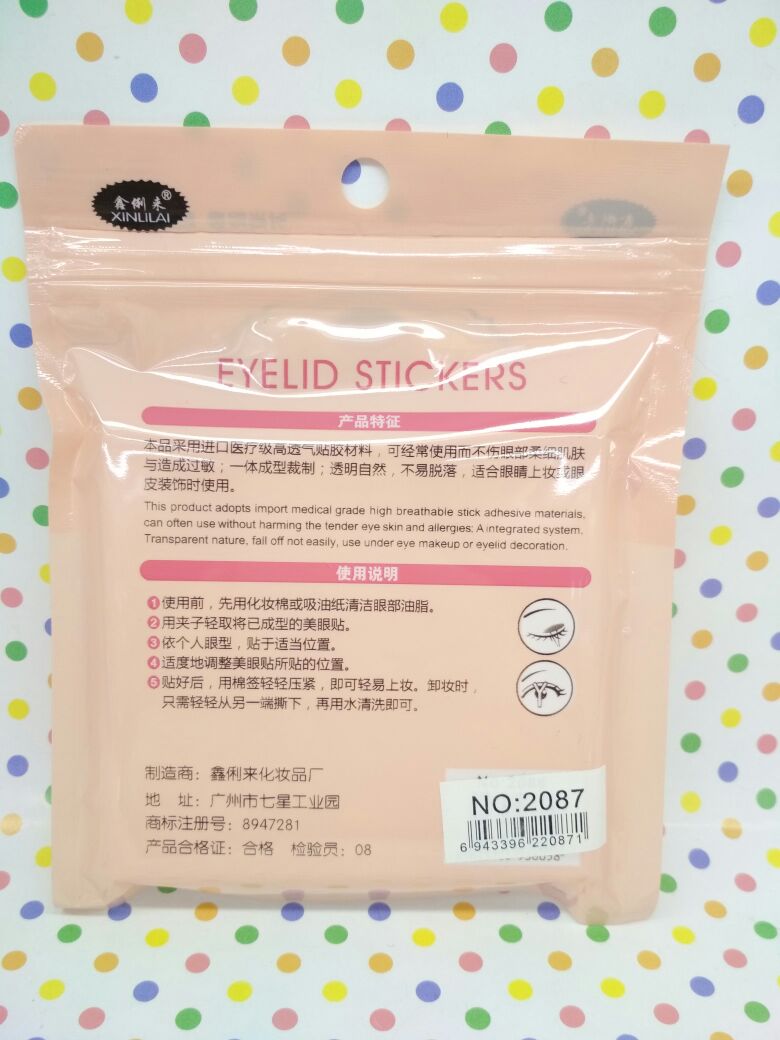 鑫俐来®
XINLILAI
EYELID STICKERS
产品特征
本品采用进口医疗级高透气贴胶材料，可经常使用而不伤眼部柔细肌肤
与造成过敏；一体成型裁制；透明自然，不易脱落，适合眼睛上妆或眼
皮装饰时使用。
This product adopts import medical grade high breathable stick adhesive materials,
can often use without harming the tender eye skin and allergies; A integrated system.
Transparent nature, fall off not easily, use under eye makeup or eyelid decoration.
使用说明
1使用前，先用化妆棉或吸油纸清洁眼部油脂。
2用夹子轻取将已成型的美眼贴。
3依个人眼型，贴于适当位置。
4适度地调整美眼贴所贴的位置。
5贴好后，用棉签轻轻压紧，即可轻易上妆。卸妆时，
只需轻轻从另一端撕下，再用水清洗即可。
制造商：鑫俐来化妆品厂
地 址：广州市七星工业园
商标注册号：8947281
产品合格证：合格 检验员：08
NO:2087
6 943396 220871